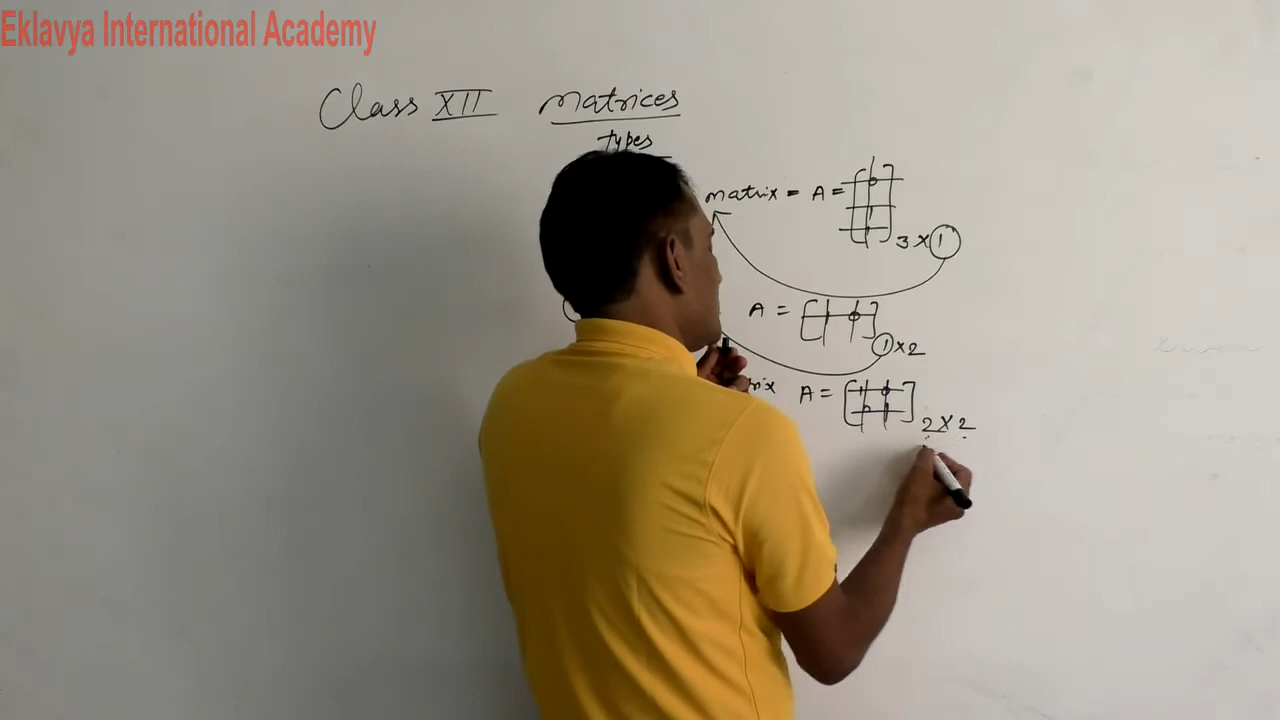 Eklavya International Academy
Class XII Matrices
types
matrix = A =
3 × 1
A =
1 × 2
A =
2 × 2